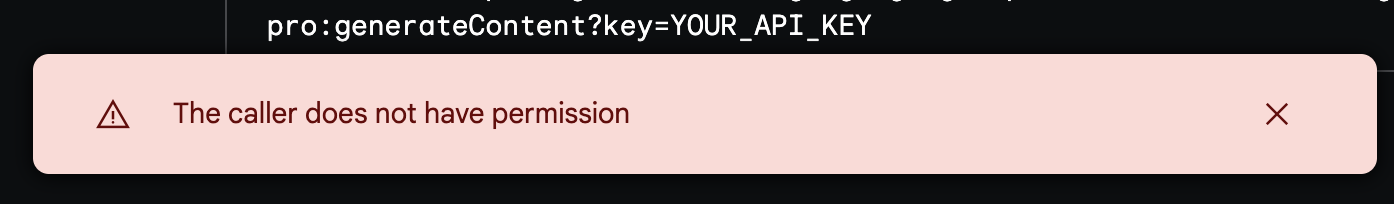 pro:generateContent?key=YOUR_API_KEY
The caller does not have permission